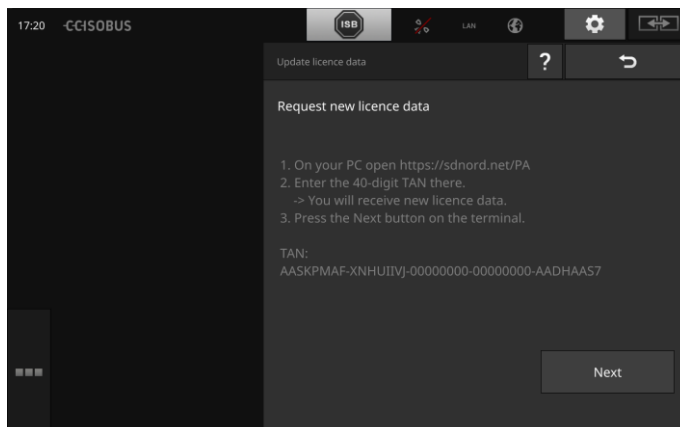 17:20 CCISOBUS ISB LAN
Update licence data ?
Request new licence data
1. On your PC open https://sdnord.net/PA
2. Enter the 40-digit TAN there.
-> You will receive new licence data.
3. Press the Next button on the terminal.
TAN:
AASKPMAF-XNHUIIVJ-00000000-00000000-AADHAAS7
Next